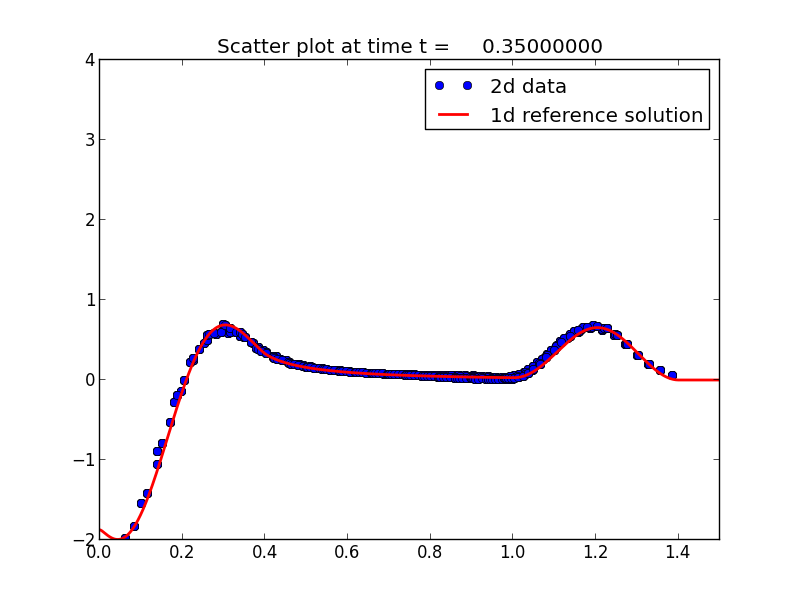 Scatter plot at time t =     0.35000000
2d data
1d reference solution
4
3
2
1
0
−1
−2
0.0 0.2 0.4 0.6 0.8 1.0 1.2 1.4